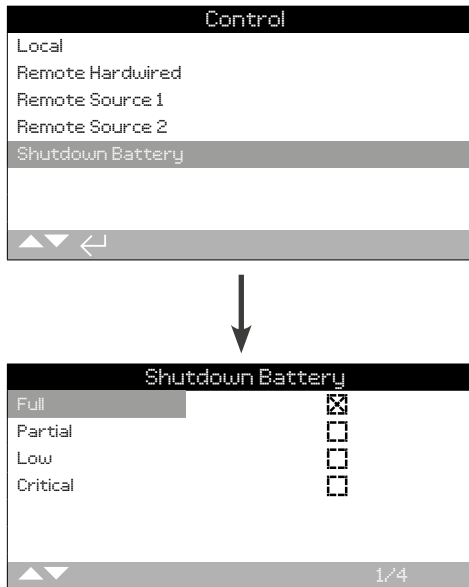 Control
Local
Remote Hardwired
Remote Source 1
Remote Source 2
Shutdown Battery
Shutdown Battery
Full
Partial
Low
Critical
1/4